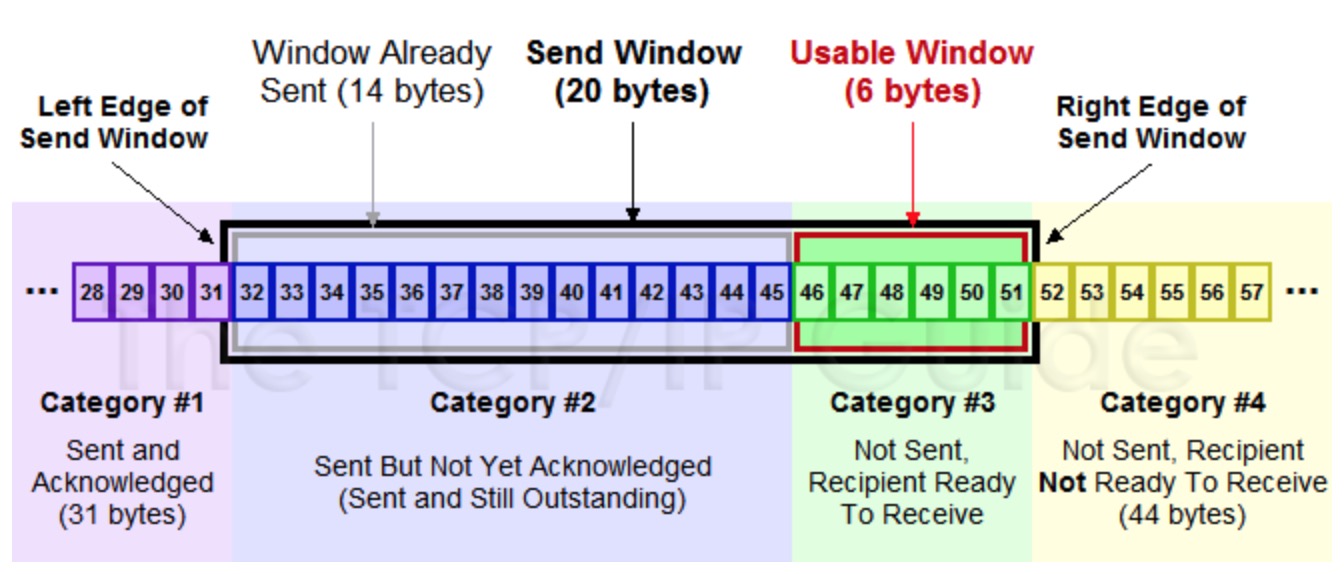 Window Already
Sent (14 bytes)
Send Window
(20 bytes)
Usable Window
(6 bytes)
Left Edge of
Send Window
Right Edge of
Send Window
... 28 29 30 31 32 33 34 35 36 37 38 39 40 41 42 43 44 45 46 47 48 49 50 51 52 53 54 55 56 57 ...
The TCP/IP Guide
Category #1
Sent and
Acknowledged
(31 bytes)
Category #2
Sent But Not Yet Acknowledged
(Sent and Still Outstanding)
Category #3
Not Sent,
Recipient Ready
To Receive
Category #4
Not Sent, Recipient
Not Ready To Receive
(44 bytes)